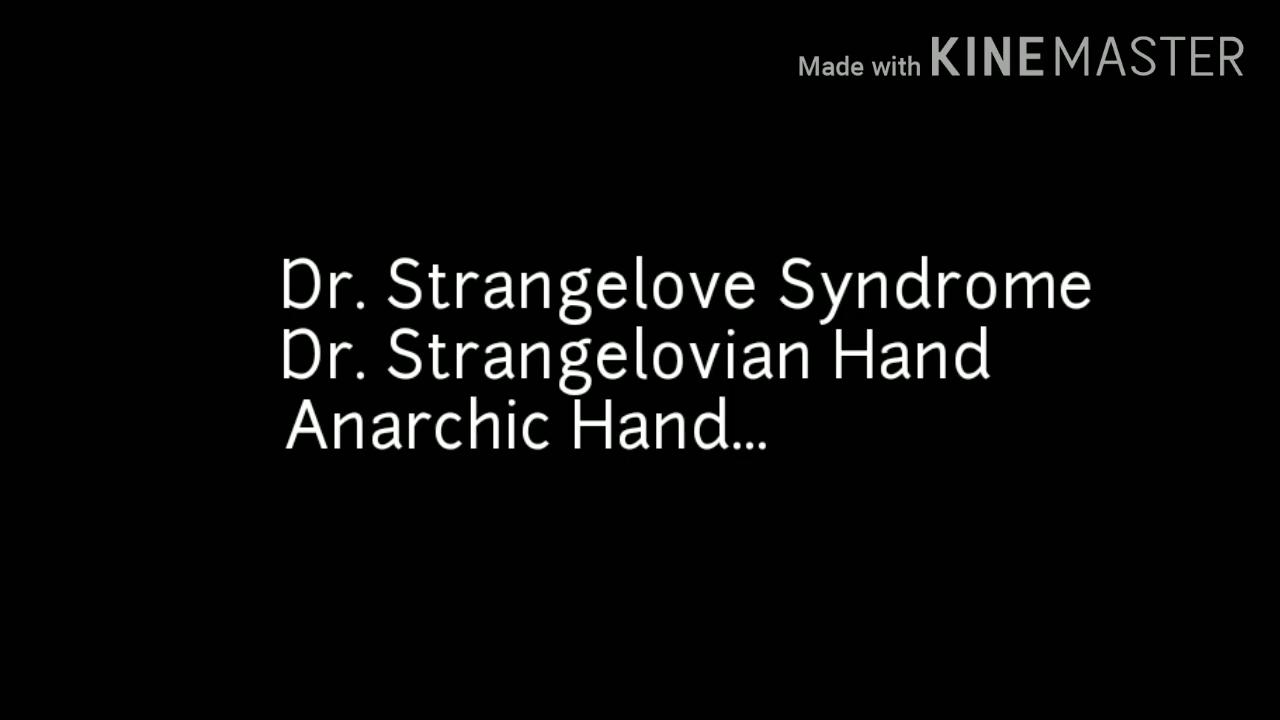 Made with KINEMASTER
Dr. Strangelove Syndrome
Dr. Strangelovian Hand
Anarchic Hand...